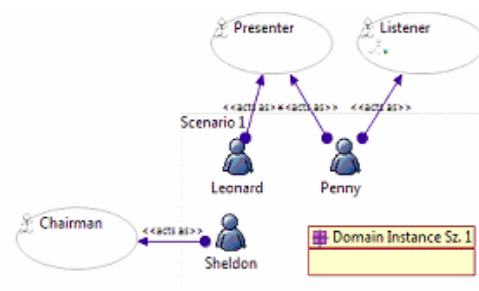 Presenter
Listener
<<acts as>>
<<acts as>>
<<acts as>>
Scenario 1
Leonard
Penny
Chairman
<<acts as>>
Sheldon
Domain Instance Sz. 1